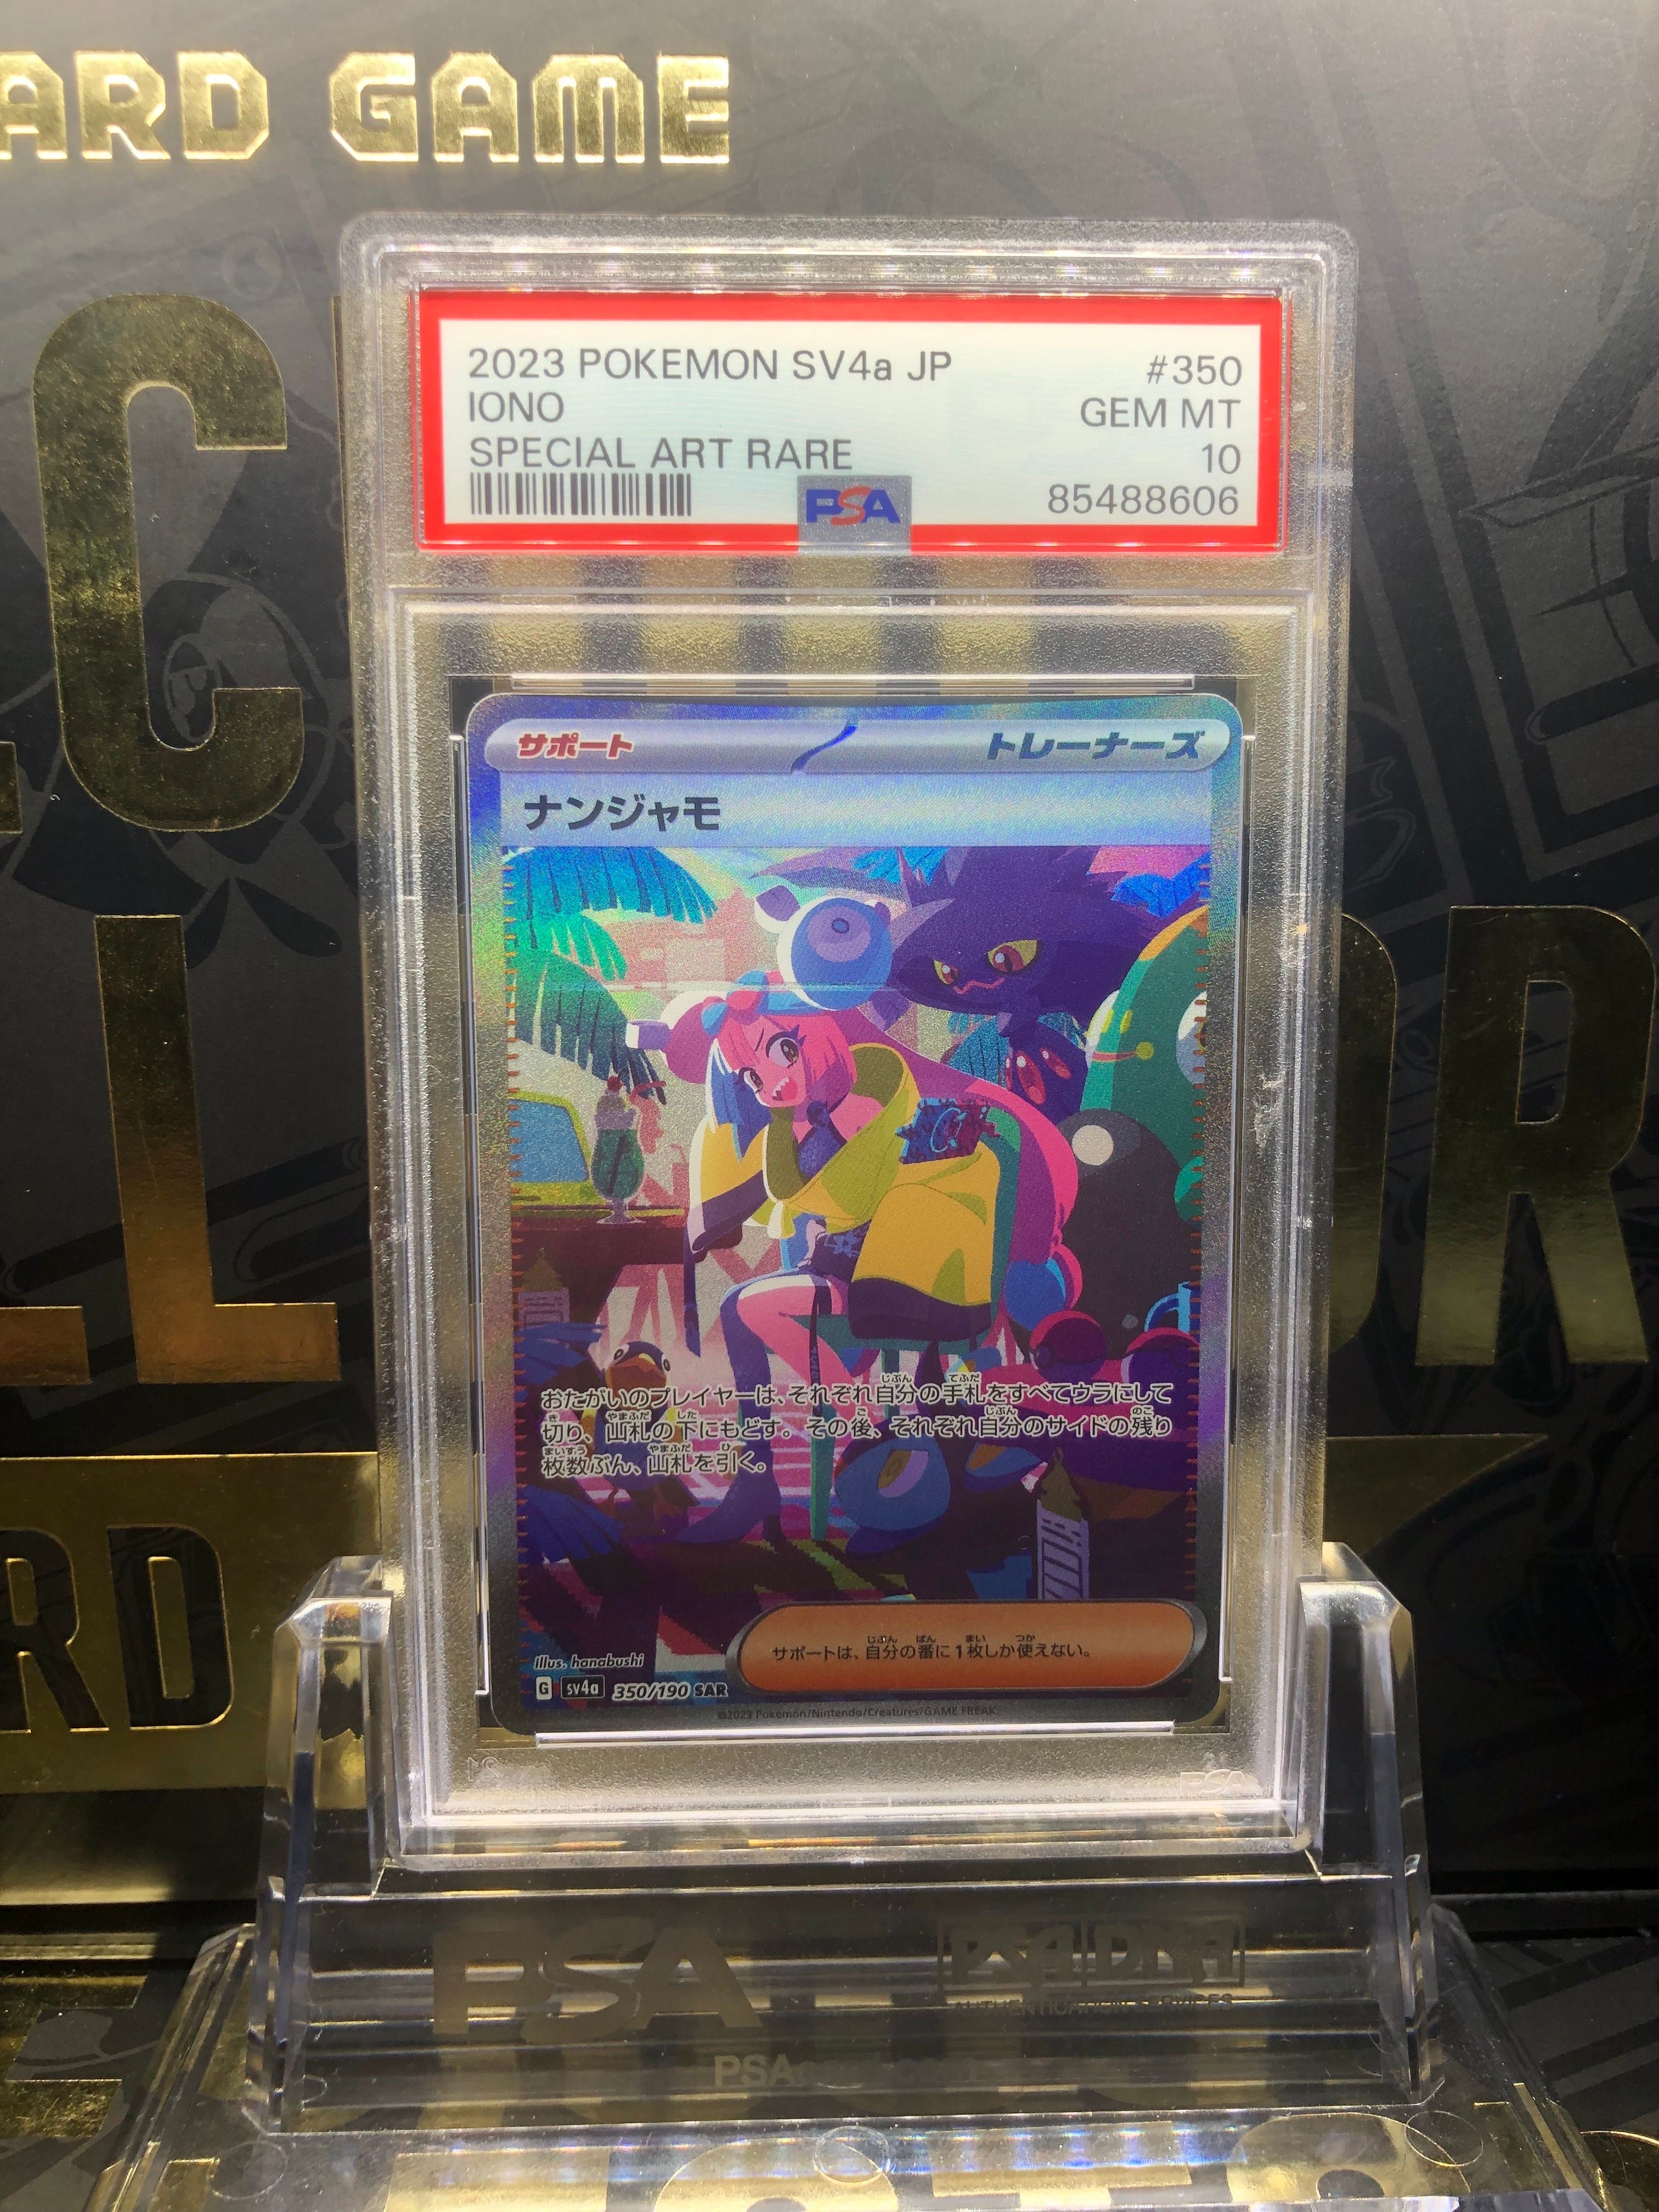 ARD GAME
2023 POKEMON SV4a JP #350
IONO GEM MT
SPECIAL ART RARE 10
PSA 85488606
サポート トレーナーズ
ナンジャモ
おたがいのプレイヤーは、それぞれ自分の手札をすべてウラにして
切り、山札の下にもどす。その後、それぞれ自分のサイドの残り
枚数ぶん、山札を引く。
サポートは、自分の番に1枚しか使えない。
Illus. hanabushi
G sv4a 350/190 SAR
©2023 Pokémon/Nintendo/Creatures/GAME FREAK.
PSA
PSA
PSA|DNA
AUTHENTICATION SERVICES
RD